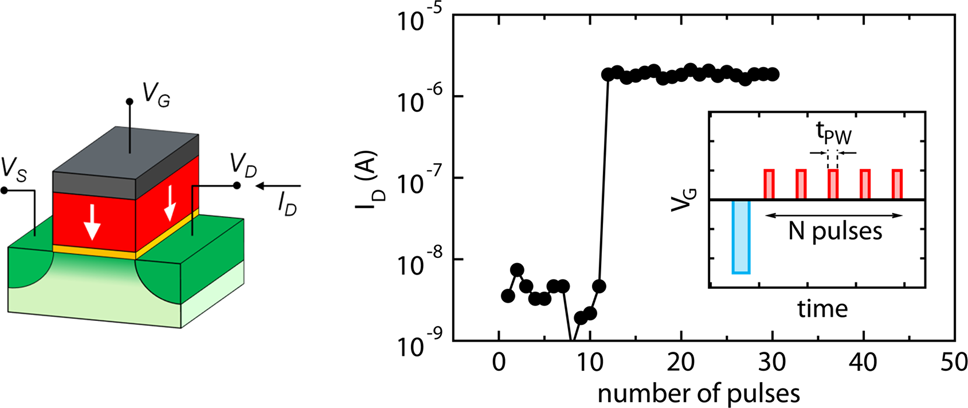 V_G
V_S
V_D
I_D
10^-5
10^-6
10^-7
10^-8
10^-9
I_D (A)
0 10 20 30 40 50
number of pulses
t_PW
V_G
N pulses
time